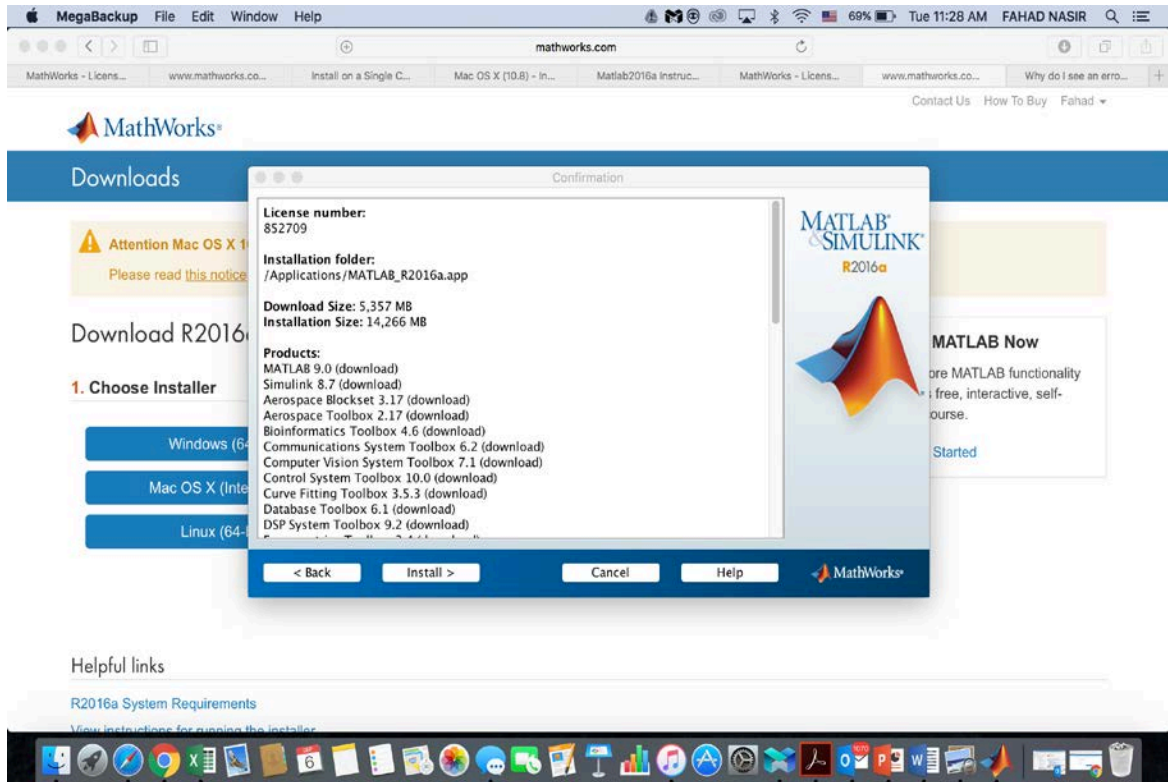 MegaBackup File Edit Window Help 69% Tue 11:28 AM FAHAD NASIR
mathworks.com
MathWorks - Licens... www.mathworks.co... Install on a Single C... Mac OS X (10.8) - In... Matlab2016a Instruc... MathWorks - Licens... www.mathworks.co... Why do I see an erro...
Contact Us How To Buy Fahad
MathWorks®
Downloads
Attention Mac OS X 1
Please read this notice
Download R2016
1. Choose Installer
Windows (64
Mac OS X (Inte
Linux (64-
Confirmation
License number:
852709
Installation folder:
/Applications/MATLAB_R2016a.app
Download Size: 5,357 MB
Installation Size: 14,266 MB
Products:
MATLAB 9.0 (download)
Simulink 8.7 (download)
Aerospace Blockset 3.17 (download)
Aerospace Toolbox 2.17 (download)
Bioinformatics Toolbox 4.6 (download)
Communications System Toolbox 6.2 (download)
Computer Vision System Toolbox 7.1 (download)
Control System Toolbox 10.0 (download)
Curve Fitting Toolbox 3.5.3 (download)
Database Toolbox 6.1 (download)
DSP System Toolbox 9.2 (download)
MATLAB®
&SIMULINK®
R2016a
< Back Install > Cancel Help MathWorks®
MATLAB Now
ore MATLAB functionality
s free, interactive, self-
ourse.
Started
Helpful links
R2016a System Requirements
View instructions for running the installer